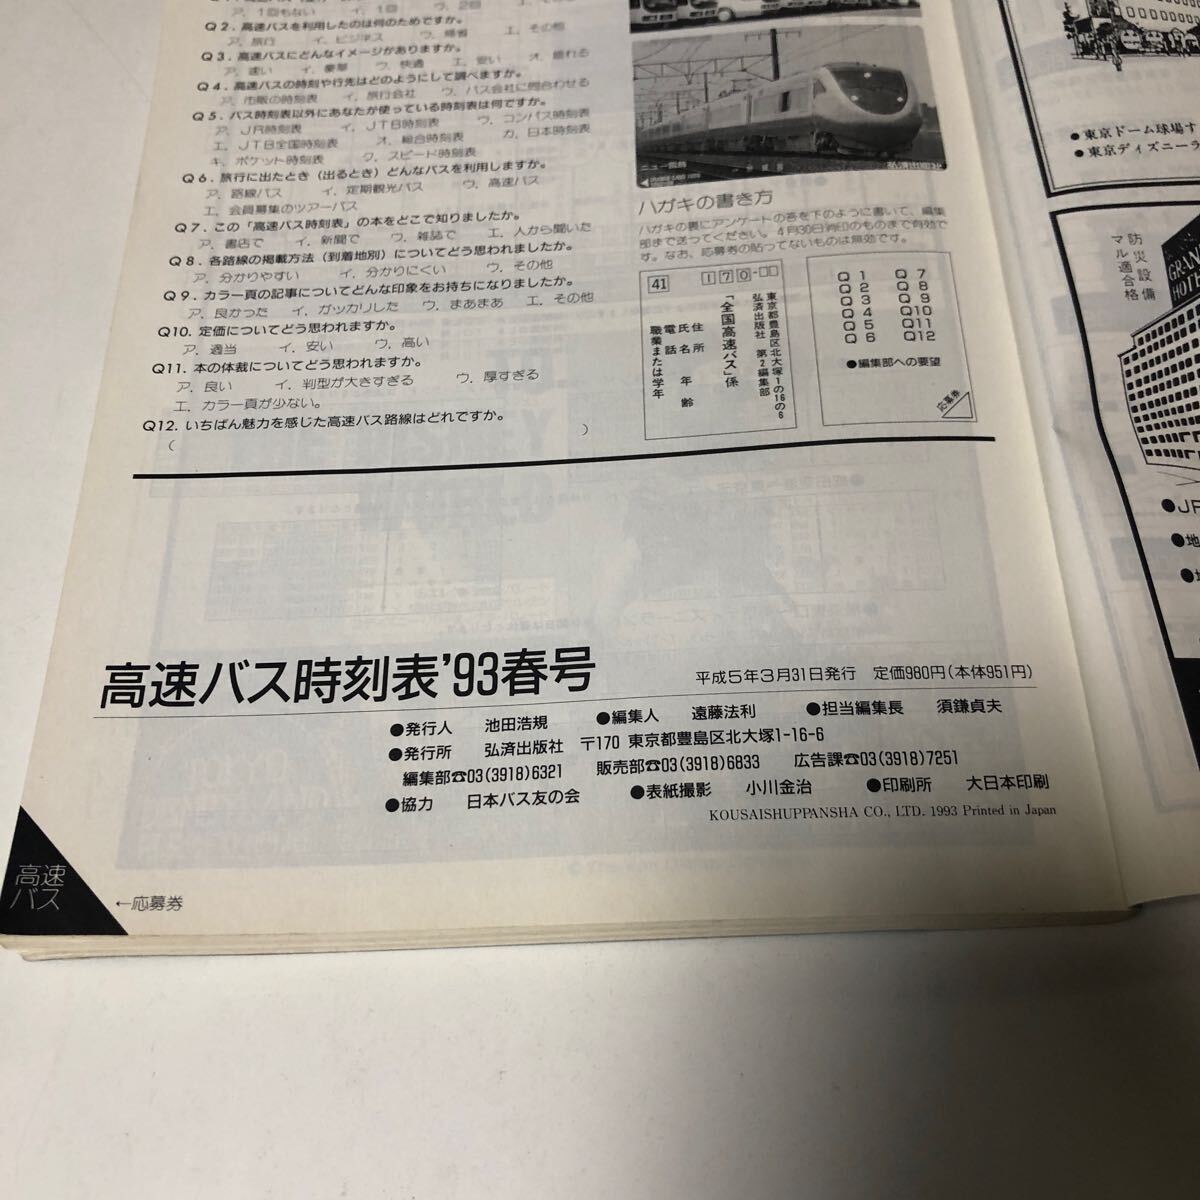 ア. 1回もない　イ. 1回　ウ. 2回
Q2. 高速バスを利用したのは何のためですか。
ア. 旅行　イ. ビジネス　ウ. 帰省　エ. その他
Q3. 高速バスにどんなイメージがありますか。
ア. 速い　イ. 豪華　ウ. 快適　エ. 安い　オ. 疲れる
Q4. 高速バスの時刻や行先はどのようにして調べますか。
ア. 市販の時刻表　イ. 旅行会社　ウ. バス会社に問合わせる
Q5. バス時刻表以外にあなたが使っている時刻表は何ですか。
ア. JR時刻表　イ. JTB時刻表　ウ. コンパス時刻表
エ. JTB全国時刻表　オ. 総合時刻表　カ. 日本時刻表
キ. ポケット時刻表　ク. スピード時刻表
Q6. 旅行に出たとき（出るとき）どんなバスを利用しますか。
ア. 路線バス　イ. 定期観光バス　ウ. 高速バス
エ. 会員募集のツアーバス
Q7. この「高速バス時刻表」の本をどこで知りましたか。
ア. 書店で　イ. 新聞で　ウ. 雑誌で　エ. 人から聞いた
Q8. 各路線の掲載方法（到着地別）についてどう思われましたか。
ア. 分かりやすい　イ. 分かりにくい　ウ. その他
Q9. カラー頁の記事についてどんな印象をお持ちになりましたか。
ア. 良かった　イ. ガッカリした　ウ. まあまあ　エ. その他
Q10. 定価についてどう思われますか。
ア. 適当　イ. 安い　ウ. 高い
Q11. 本の体裁についてどう思われますか。
ア. 良い　イ. 判型が大きすぎる　ウ. 厚すぎる
エ. カラー頁が少ない。
Q12. いちばん魅力を感じた高速バス路線はどれですか。
（　）
ハガキの書き方
ハガキの裏にアンケートの答を下のように書いて、編集
部まで送ってください。4月30日消印のものまで有効で
す。なお、応募券の貼ってないものは無効です。
41
170-□□
東京都豊島区北大塚1の16の6
弘済出版社　第2編集部
「全国高速バス」係
住所
氏名　年齢
電話
職業または学年
Q1　Q7
Q2　Q8
Q3　Q9
Q4　Q10
Q5　Q11
Q6　Q12
●編集部への要望
応募券
高速バス時刻表'93春号
平成5年3月31日発行　定価980円(本体951円)
●発行人　池田浩規　●編集人　遠藤法利　●担当編集長　須鎌貞夫
●発行所　弘済出版社　〒170 東京都豊島区北大塚1-16-6
編集部☎03(3918)6321　販売部☎03(3918)6833　広告課☎03(3918)7251
●協力　日本バス友の会　●表紙撮影　小川金治　●印刷所　大日本印刷
KOUSAISHUPPANSHA CO., LTD. 1993 Printed in Japan
高速
バス
←応募券
●東京ドーム球場す
●東京ディズニーラ
防災設備
マル適合格
GRAN
HOTE
●JR
●地